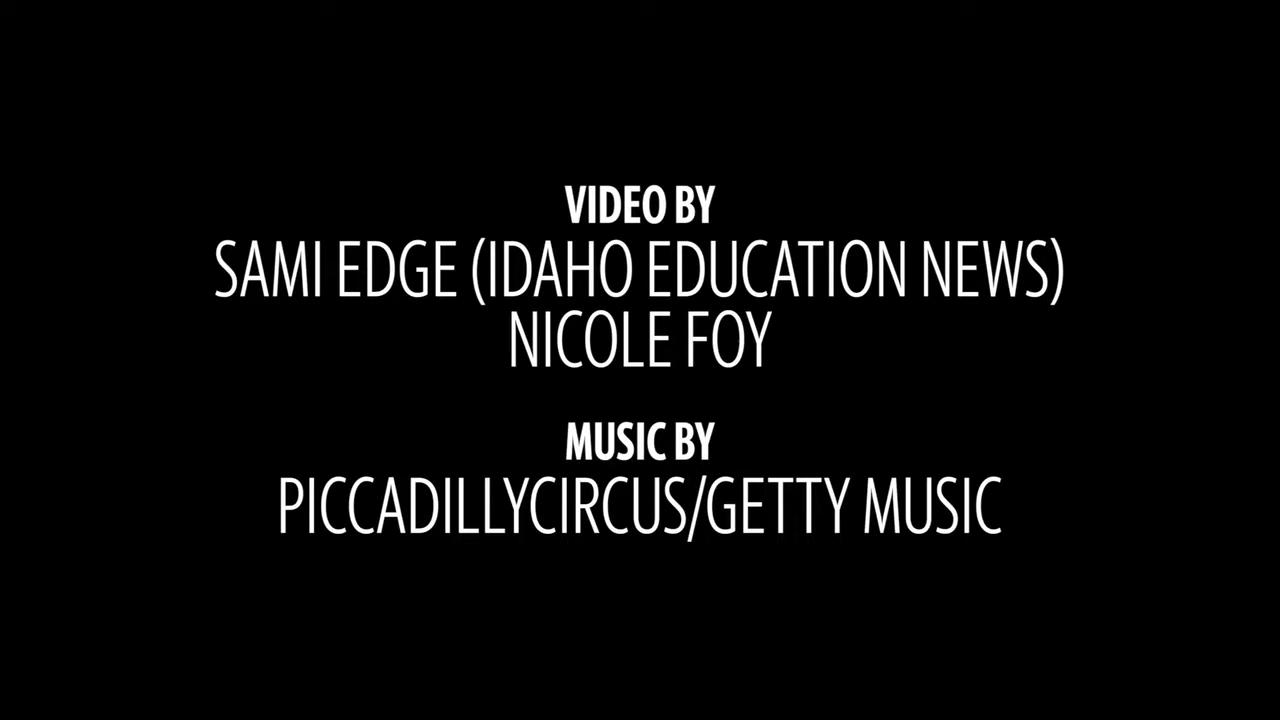 VIDEO BY
SAMI EDGE (IDAHO EDUCATION NEWS)
NICOLE FOY
MUSIC BY
PICCADILLYCIRCUS/GETTY MUSIC